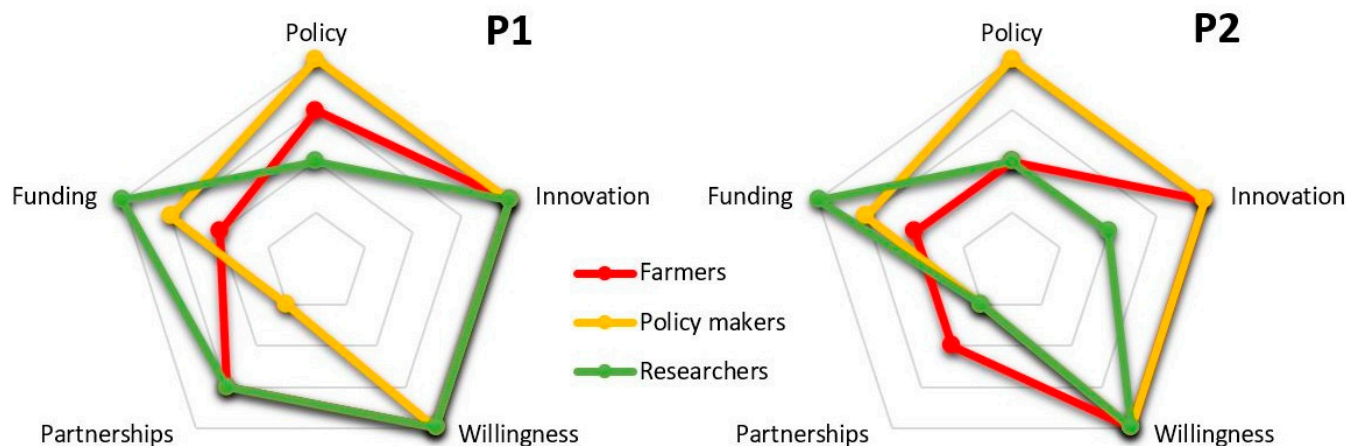 P1
Policy
Funding
Innovation
Partnerships
Willingness
Farmers
Policy makers
Researchers
P2
Policy
Funding
Innovation
Partnerships
Willingness